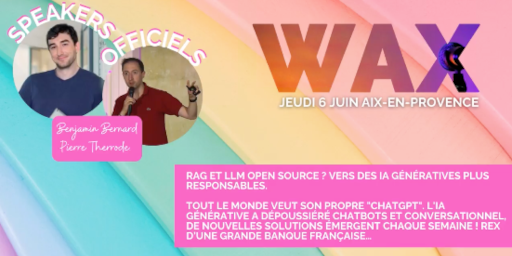 SPEAKERS
OFFICIELS
WAX
JEUDI 6 JUIN AIX-EN-PROVENCE
Benjamin Bernard
Pierre Therrode
RAG ET LLM OPEN SOURCE ? VERS DES IA GÉNÉRATIVES PLUS
RESPONSABLES.
TOUT LE MONDE VEUT SON PROPRE "CHATGPT". L'IA
GÉNÉRATIVE A DÉPOUSSIÉRÉ CHATBOTS ET CONVERSATIONNEL,
DE NOUVELLES SOLUTIONS ÉMERGENT CHAQUE SEMAINE ! REX
D'UNE GRANDE BANQUE FRANÇAISE...